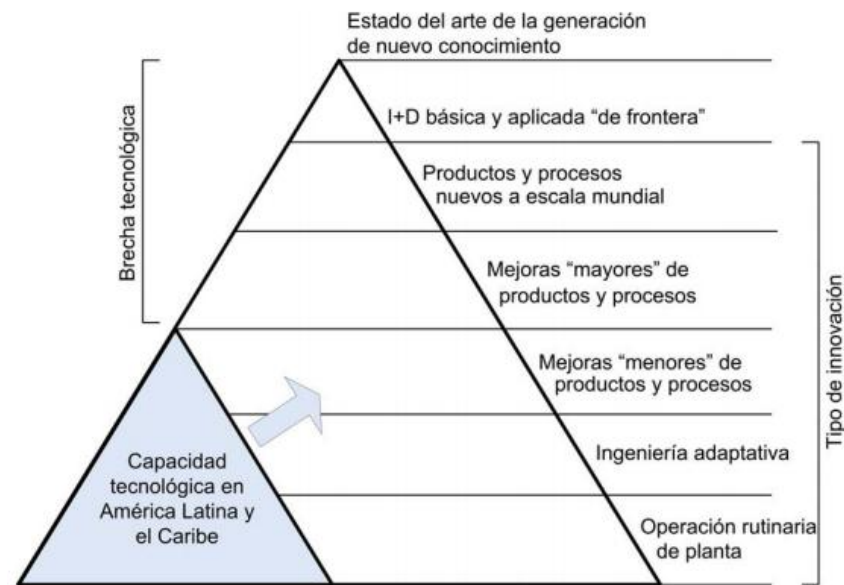 Estado del arte de la generación
de nuevo conocimiento
Brecha tecnológica
I+D básica y aplicada “de frontera”
Productos y procesos
nuevos a escala mundial
Mejoras “mayores” de
productos y procesos
Mejoras “menores” de
productos y procesos
Tipo de innovación
Ingeniería adaptativa
Capacidad
tecnológica en
América Latina y
el Caribe
Operación rutinaria
de planta